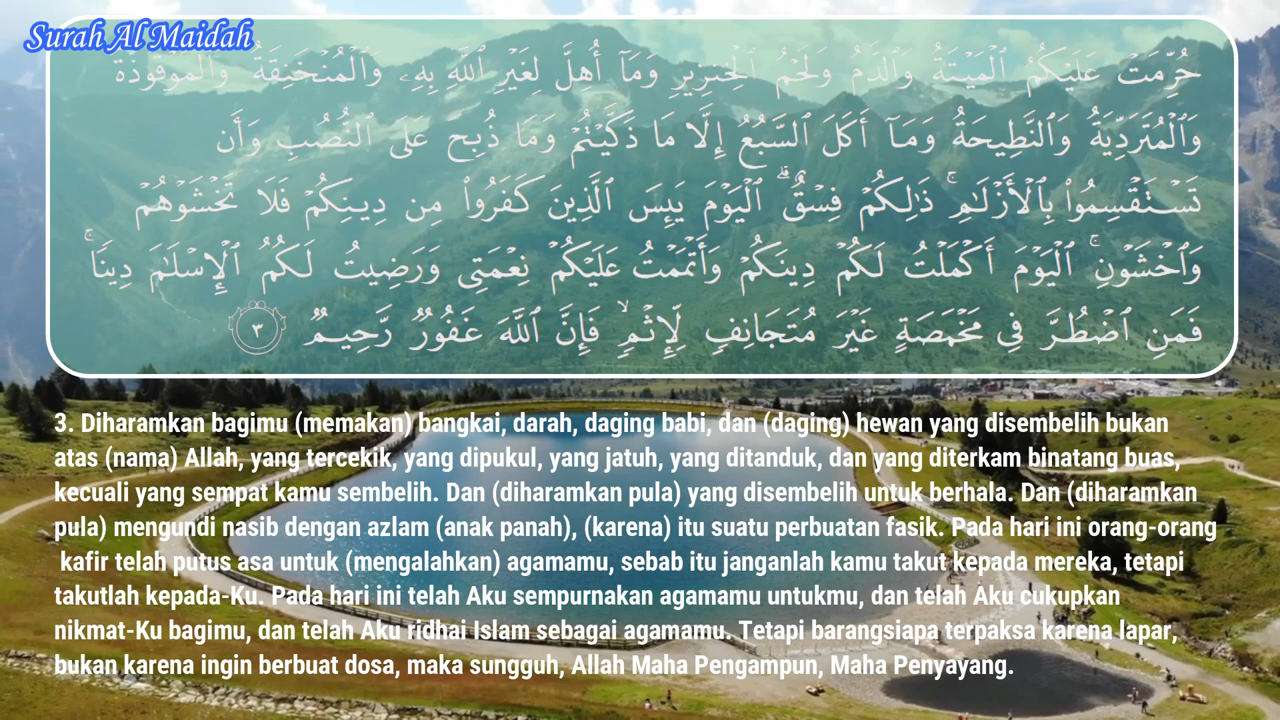 Surah Al Maidah
حُرِّمَتْ عَلَيْكُمُ ٱلْمَيْتَةُ وَٱلدَّمُ وَلَحْمُ ٱلْخِنزِيرِ وَمَآ أُهِلَّ لِغَيْرِ ٱللَّهِ بِهِۦ وَٱلْمُنْخَنِقَةُ وَٱلْمَوْقُوذَةُ
وَٱلْمُتَرَدِّيَةُ وَٱلنَّطِيحَةُ وَمَآ أَكَلَ ٱلسَّبُعُ إِلَّا مَا ذَكَّيْتُمْ وَمَا ذُبِحَ عَلَى ٱلنُّصُبِ وَأَن
تَسْتَقْسِمُوا۟ بِٱلْأَزْلَـٰمِ ۚ ذَٰلِكُمْ فِسْقٌ ۗ ٱلْيَوْمَ يَئِسَ ٱلَّذِينَ كَفَرُوا۟ مِن دِينِكُمْ فَلَا تَخْشَوْهُمْ
وَٱخْشَوْنِ ۚ ٱلْيَوْمَ أَكْمَلْتُ لَكُمْ دِينَكُمْ وَأَتْمَمْتُ عَلَيْكُمْ نِعْمَتِى وَرَضِيتُ لَكُمُ ٱلْإِسْلَـٰمَ دِينًا ۚ
فَمَنِ ٱضْطُرَّ فِى مَخْمَصَةٍ غَيْرَ مُتَجَانِفٍ لِّإِثْمٍ ۙ فَإِنَّ ٱللَّهَ غَفُورٌ رَّحِيمٌ ٣
3. Diharamkan bagimu (memakan) bangkai, darah, daging babi, dan (daging) hewan yang disembelih bukan
atas (nama) Allah, yang tercekik, yang dipukul, yang jatuh, yang ditanduk, dan yang diterkam binatang buas,
kecuali yang sempat kamu sembelih. Dan (diharamkan pula) yang disembelih untuk berhala. Dan (diharamkan
pula) mengundi nasib dengan azlam (anak panah), (karena) itu suatu perbuatan fasik. Pada hari ini orang-orang
kafir telah putus asa untuk (mengalahkan) agamamu, sebab itu janganlah kamu takut kepada mereka, tetapi
takutlah kepada-Ku. Pada hari ini telah Aku sempurnakan agamamu untukmu, dan telah Aku cukupkan
nikmat-Ku bagimu, dan telah Aku ridhai Islam sebagai agamamu. Tetapi barangsiapa terpaksa karena lapar,
bukan karena ingin berbuat dosa, maka sungguh, Allah Maha Pengampun, Maha Penyayang.